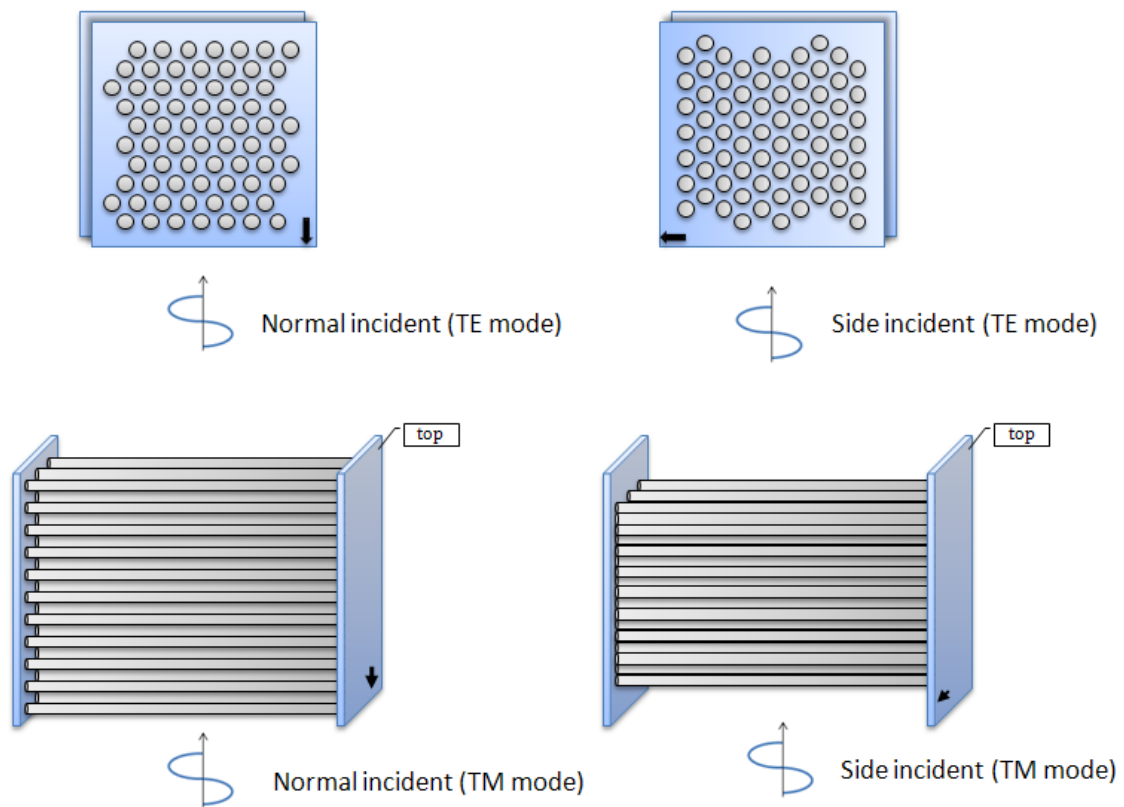 Normal incident (TE mode)
Side incident (TE mode)
top
top
Normal incident (TM mode)
Side incident (TM mode)